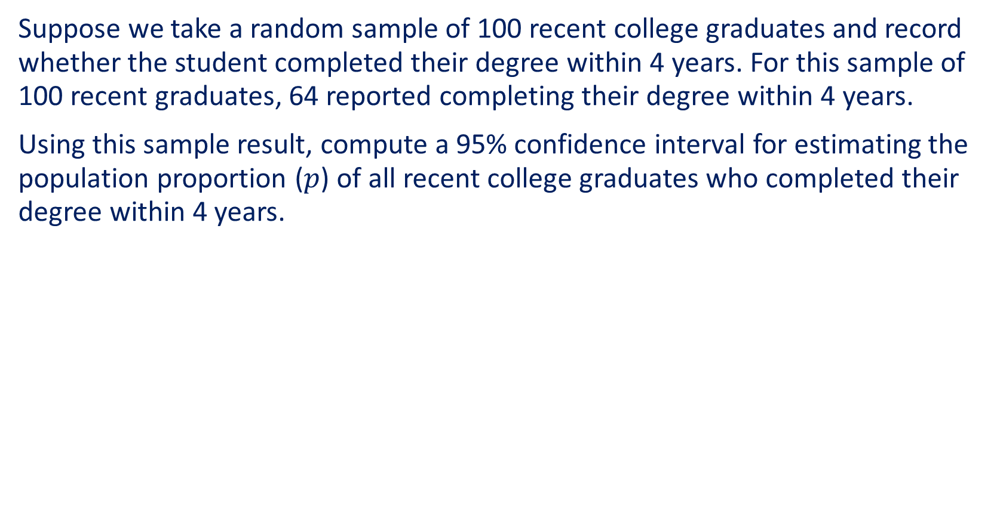 Suppose we take a random sample of 100 recent college graduates and record
whether the student completed their degree within 4 years. For this sample of
100 recent graduates, 64 reported completing their degree within 4 years.
Using this sample result, compute a 95% confidence interval for estimating the
population proportion (𝑝) of all recent college graduates who completed their
degree within 4 years.